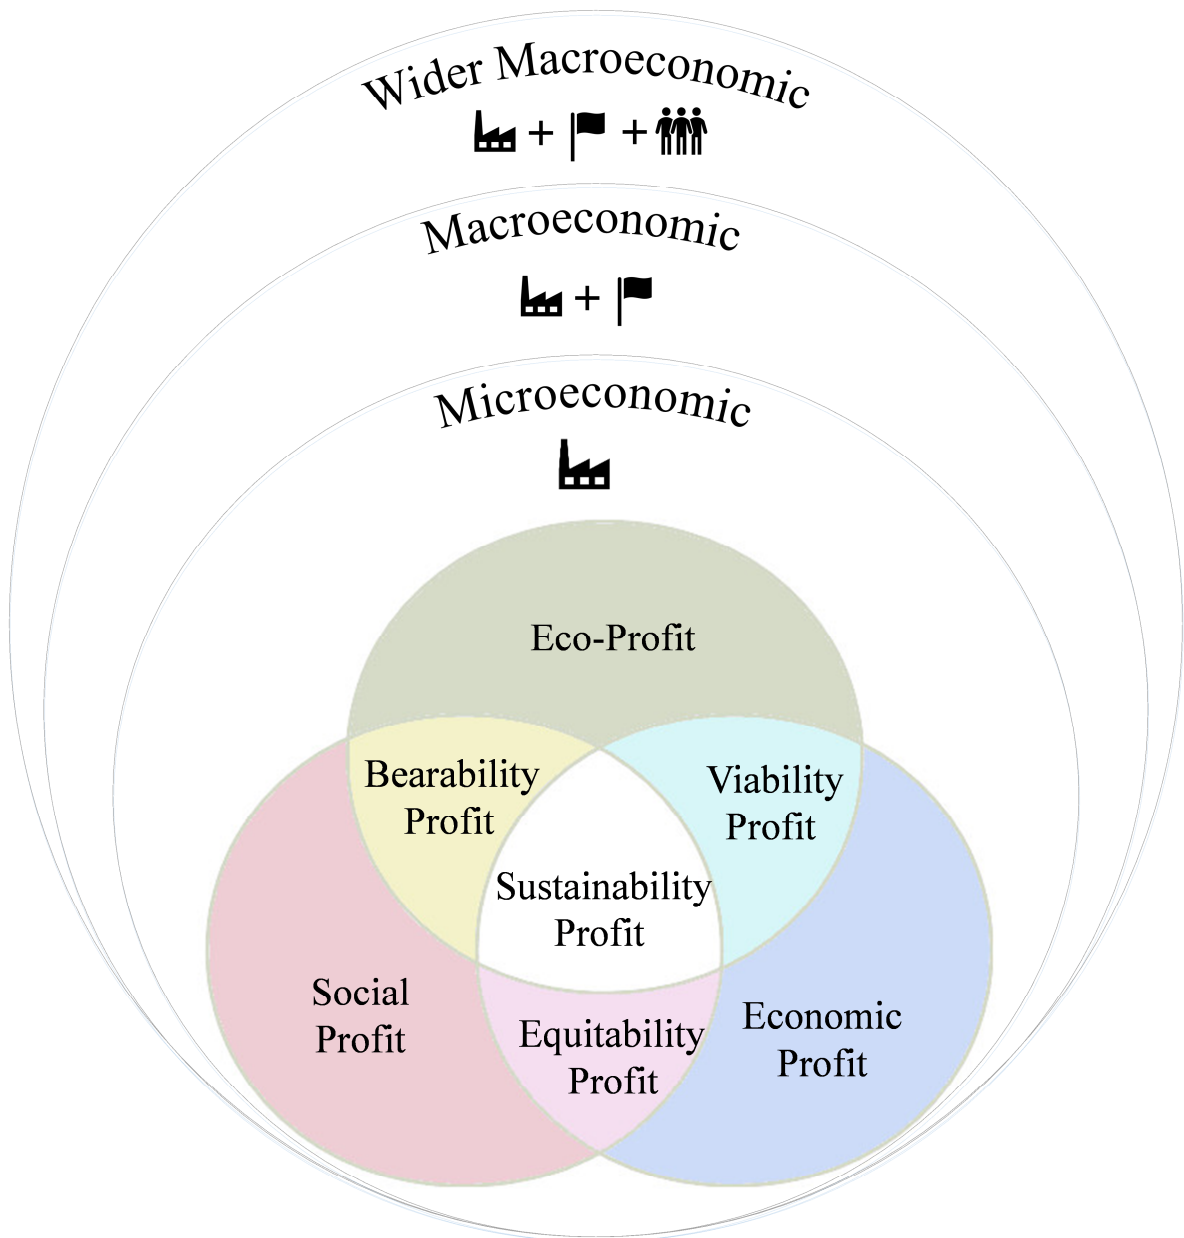 Wider Macroeconomic
+ +
Macroeconomic
+
Microeconomic
Eco-Profit
Bearability
Profit
Viability
Profit
Sustainability
Profit
Social
Profit
Equitability
Profit
Economic
Profit